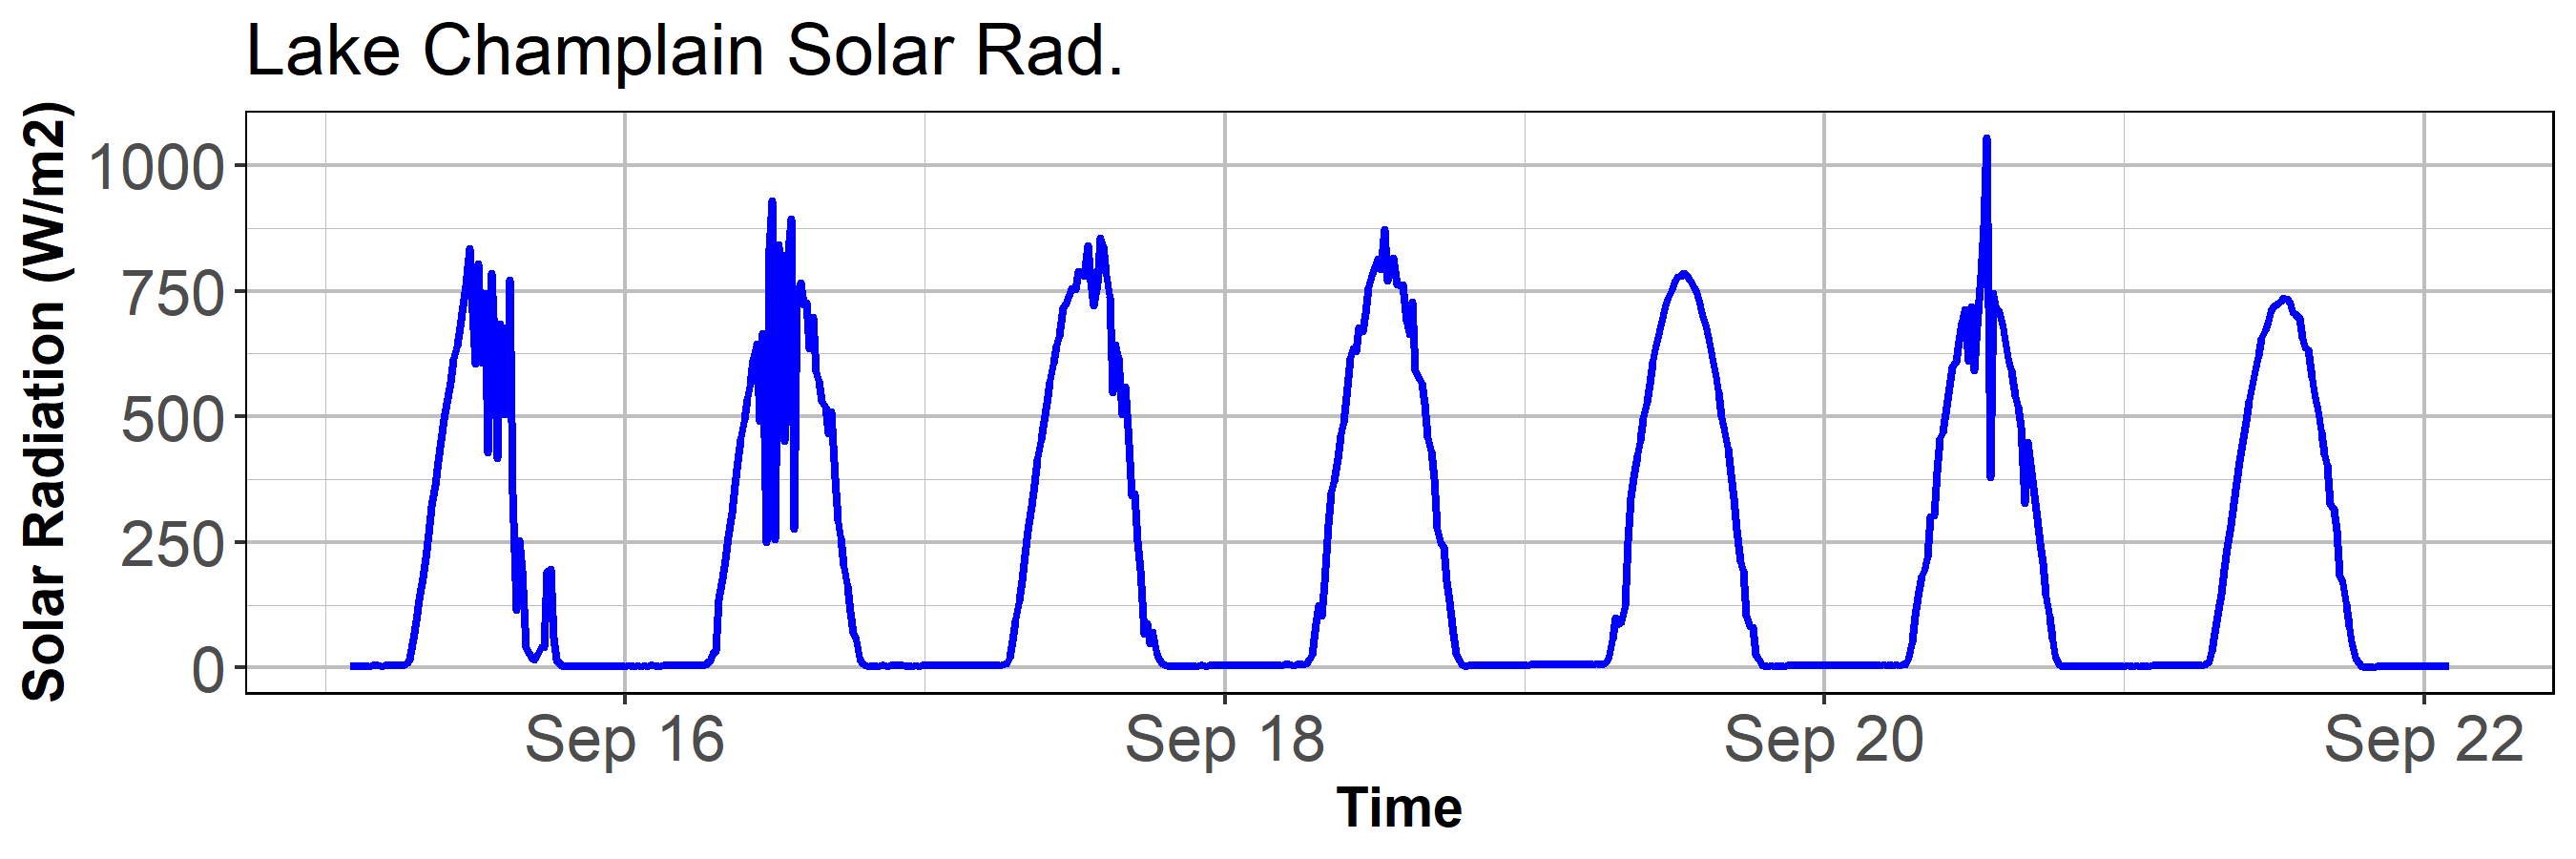 Lake Champlain Solar Rad.
Solar Radiation (W/m2)
1000
750
500
250
0
Sep 16
Sep 18
Sep 20
Sep 22
Time